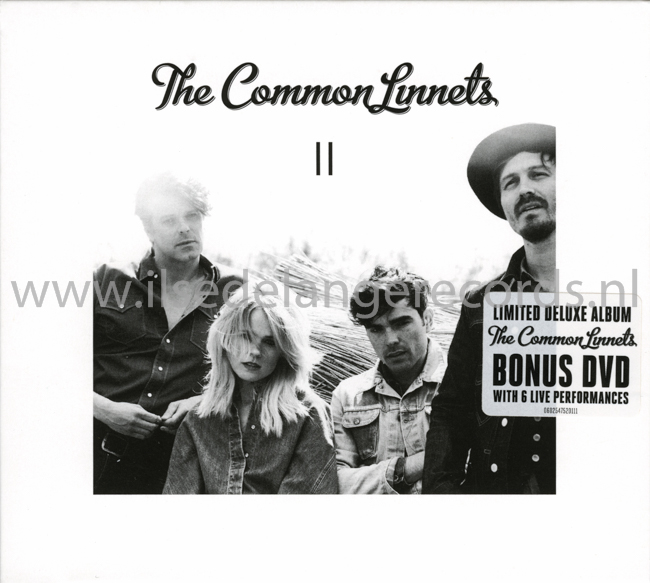 The Common Linnets
II
www.ilsedelangerecords.nl
LIMITED DELUXE ALBUM
The Common Linnets
BONUS DVD
WITH 6 LIVE PERFORMANCES
0602547520111